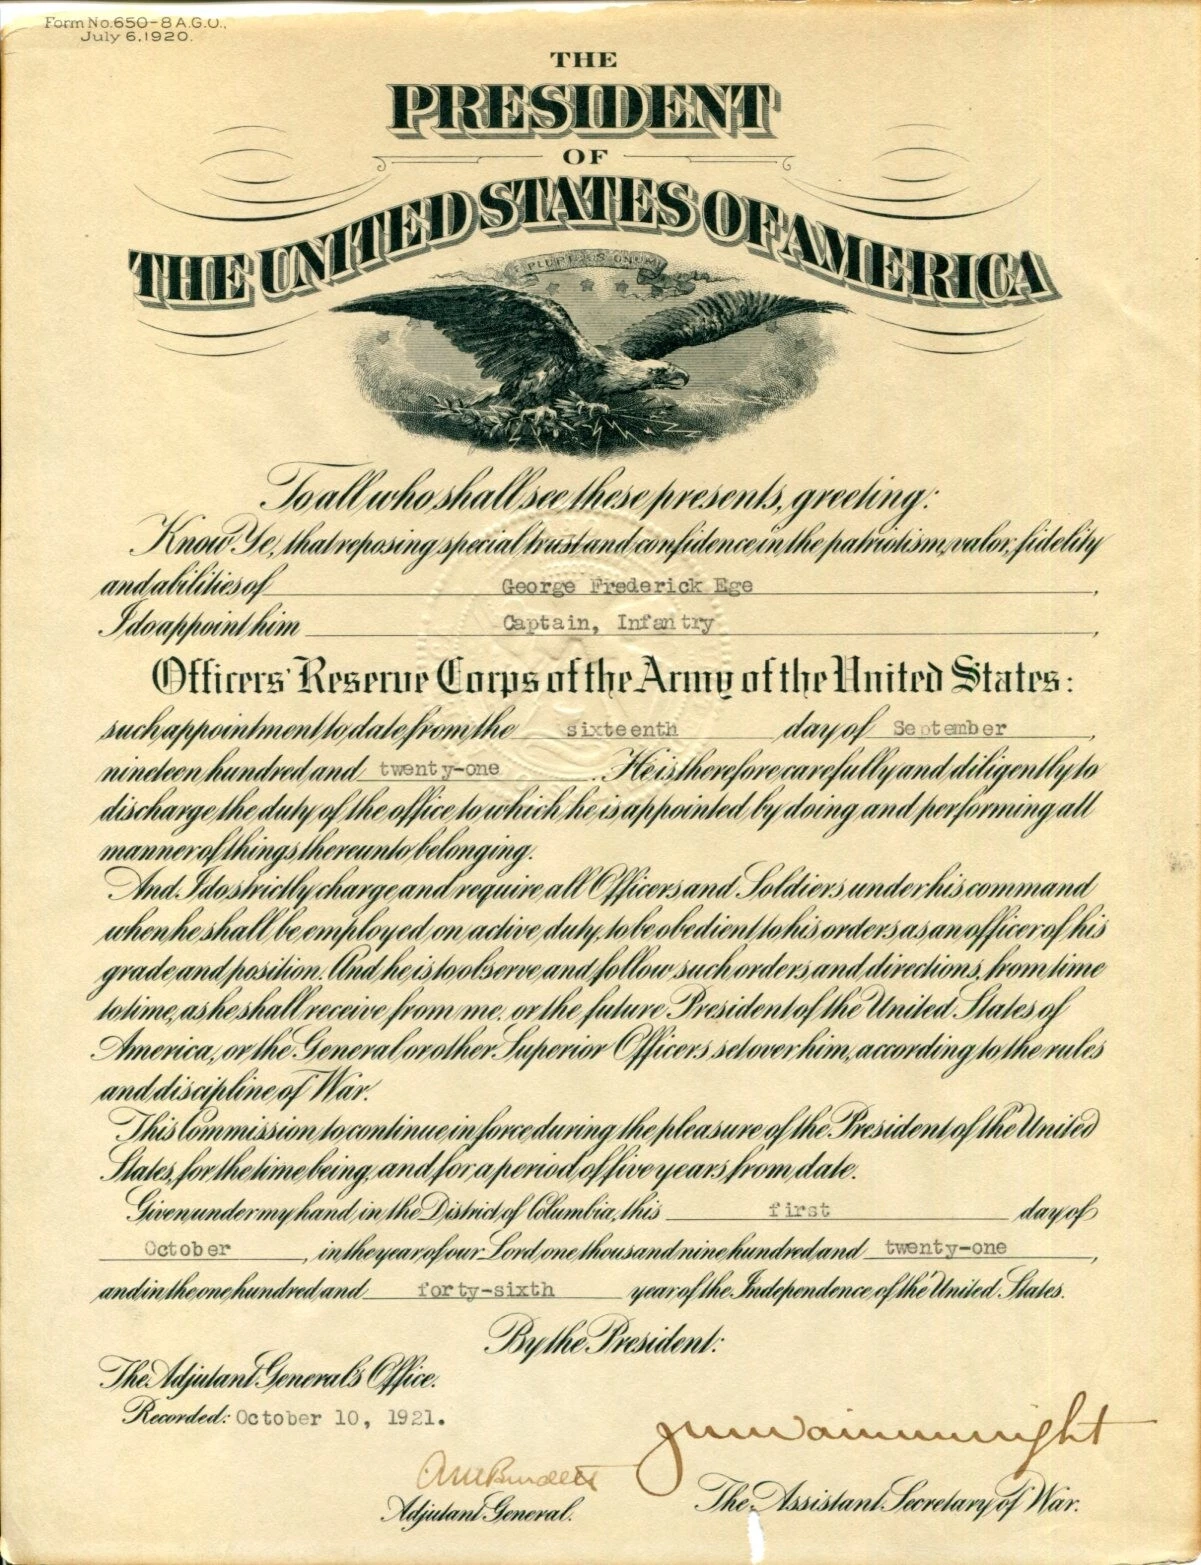 Form No. 650-8 A.G.O.,
July 6, 1920.
THE
PRESIDENT
OF
THE UNITED STATES OF AMERICA
E PLURIBUS UNUM
To all who shall see these presents, greeting:
Know Ye, that reposing special trust and confidence in the patriotism, valor, fidelity
and abilities of George Frederick Ege,
I do appoint him Captain, Infantry,
Officers' Reserve Corps of the Army of the United States:
such appointment to date from the sixteenth day of September,
nineteen hundred and twenty-one. He is therefore carefully and diligently to
discharge the duty of the office to which he is appointed by doing and performing all
manner of things thereunto belonging.
And I do strictly charge and require all Officers and Soldiers under his command
when he shall be employed on active duty, to be obedient to his orders as an officer of his
grade and position. And he is to observe and follow such orders and directions, from time
to time, as he shall receive from me, or the future President of the United States of
America, or the General or other Superior Officers set over him, according to the rules
and discipline of War.
This Commission to continue in force during the pleasure of the President of the United
States, for the time being, and for a period of five years from date.
Given under my hand in the District of Columbia, this first day of
October, in the year of our Lord one thousand nine hundred and twenty-one,
and in the one hundred and forty-sixth year of the Independence of the United States.
By the President:
The Adjutant General's Office.
Recorded: October 10, 1921.
JMWainwright
Adjutant General.
The Assistant Secretary of War.